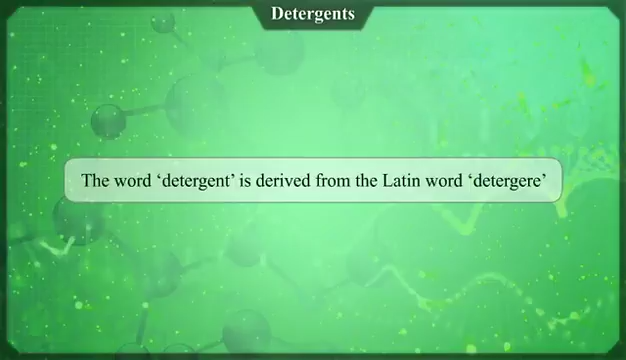 Detergents
The word ‘detergent’ is derived from the Latin word ‘detergere’